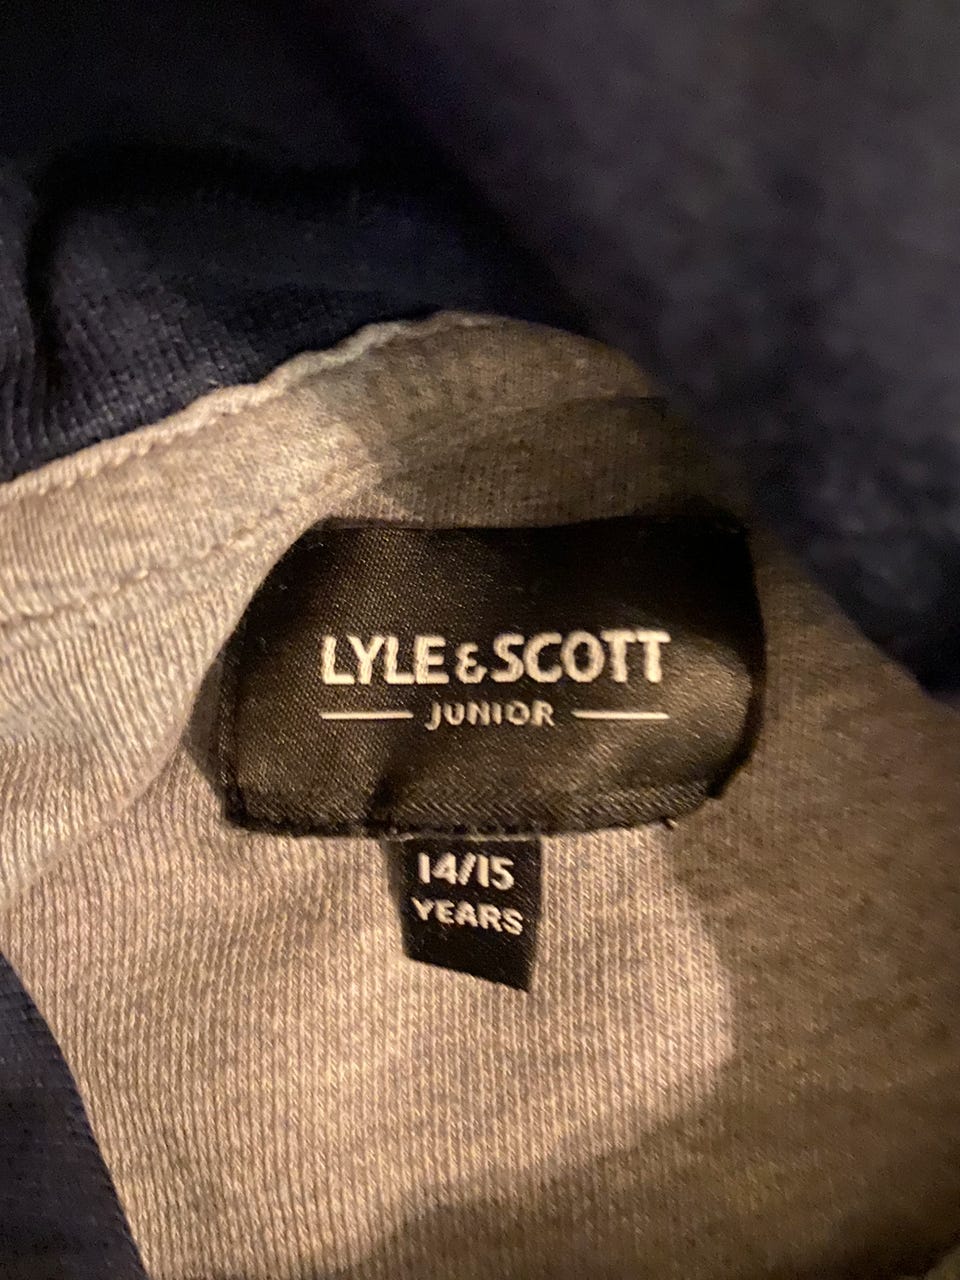 LYLE & SCOTT
JUNIOR
14/15
YEARS